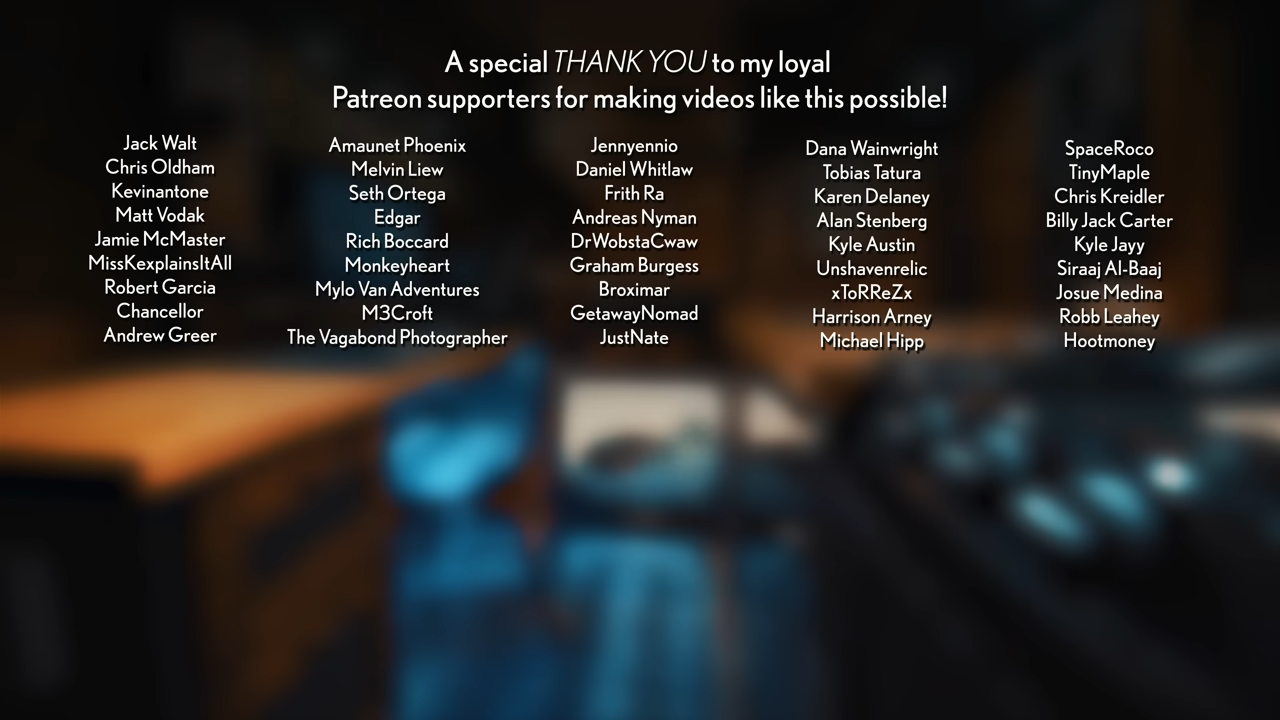 A special THANK YOU to my loyal
Patreon supporters for making videos like this possible!
Jack Walt
Chris Oldham
Kevinantone
Matt Vodak
Jamie McMaster
MissKexplainsItAll
Robert Garcia
Chancellor
Andrew Greer
Amaunet Phoenix
Melvin Liew
Seth Ortega
Edgar
Rich Boccard
Monkeyheart
Mylo Van Adventures
M3Croft
The Vagabond Photographer
Jennyennio
Daniel Whitlaw
Frith Ra
Andreas Nyman
DrWobstaCwaw
Graham Burgess
Broximar
GetawayNomad
JustNate
Dana Wainwright
Tobias Tatura
Karen Delaney
Alan Stenberg
Kyle Austin
Unshavenrelic
xToRReZx
Harrison Arney
Michael Hipp
SpaceRoco
TinyMaple
Chris Kreidler
Billy Jack Carter
Kyle Jayy
Siraaj Al-Baaj
Josue Medina
Robb Leahey
Hootmoney